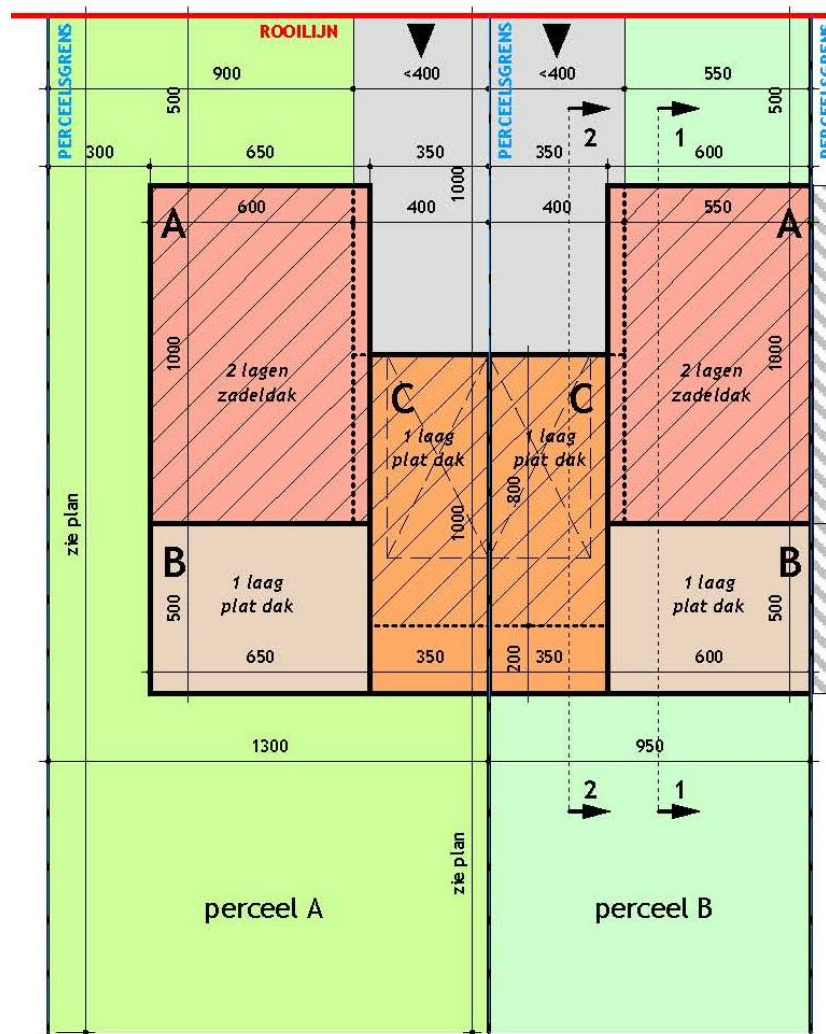 ROOILIJN
PERCEELSGRENS
PERCEELSGRENS
PERCEELSGRENS
900
<400
<400
550
500
500
2
1
300
650
350
350
600
1000
600
400
400
550
A
A
1000
1000
2 lagen
zadeldak
2 lagen
zadeldak
C
C
1 laag
plat dak
1 laag
plat dak
800
1000
zie plan
B
B
1 laag
plat dak
1 laag
plat dak
500
500
650
350
200
350
600
1300
950
2
1
zie plan
perceel A
perceel B